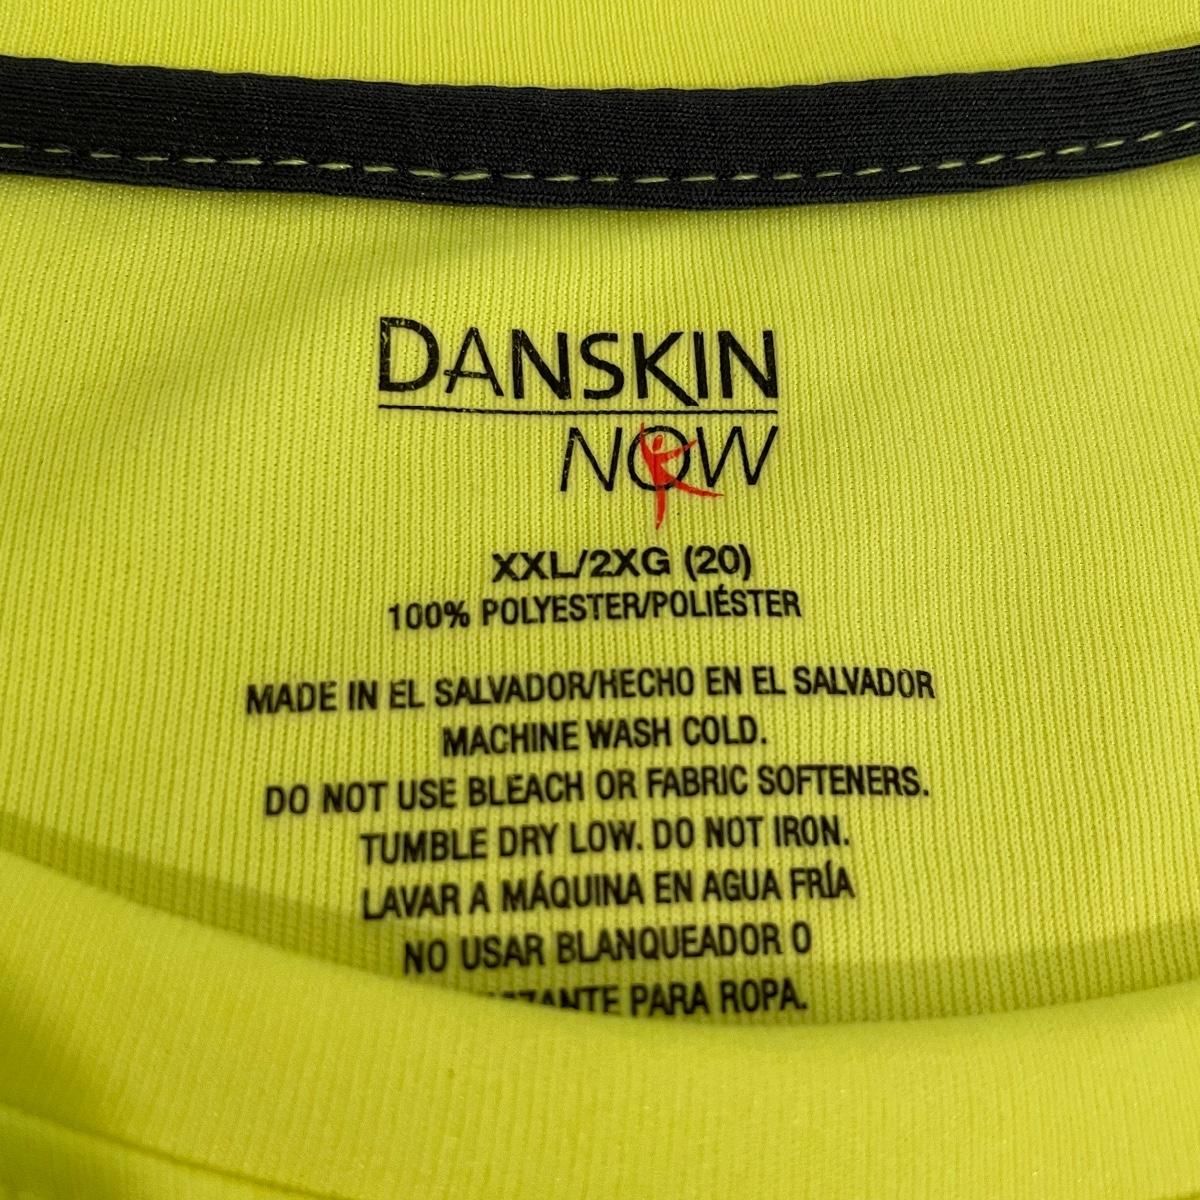 DANSKIN
NOW
XXL/2XG (20)
100% POLYESTER/POLIÉSTER
MADE IN EL SALVADOR/HECHO EN EL SALVADOR
MACHINE WASH COLD.
DO NOT USE BLEACH OR FABRIC SOFTENERS.
TUMBLE DRY LOW. DO NOT IRON.
LAVAR A MÁQUINA EN AGUA FRÍA
NO USAR BLANQUEADOR O
PARA ROPA.